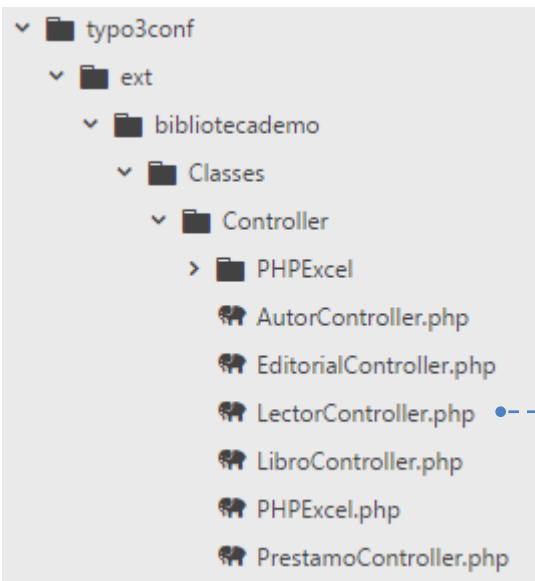 typo3conf
ext
bibliotecademo
Classes
Controller
PHPExcel
AutorController.php
EditorialController.php
LectorController.php
LibroController.php
PHPExcel.php
PrestamoController.php